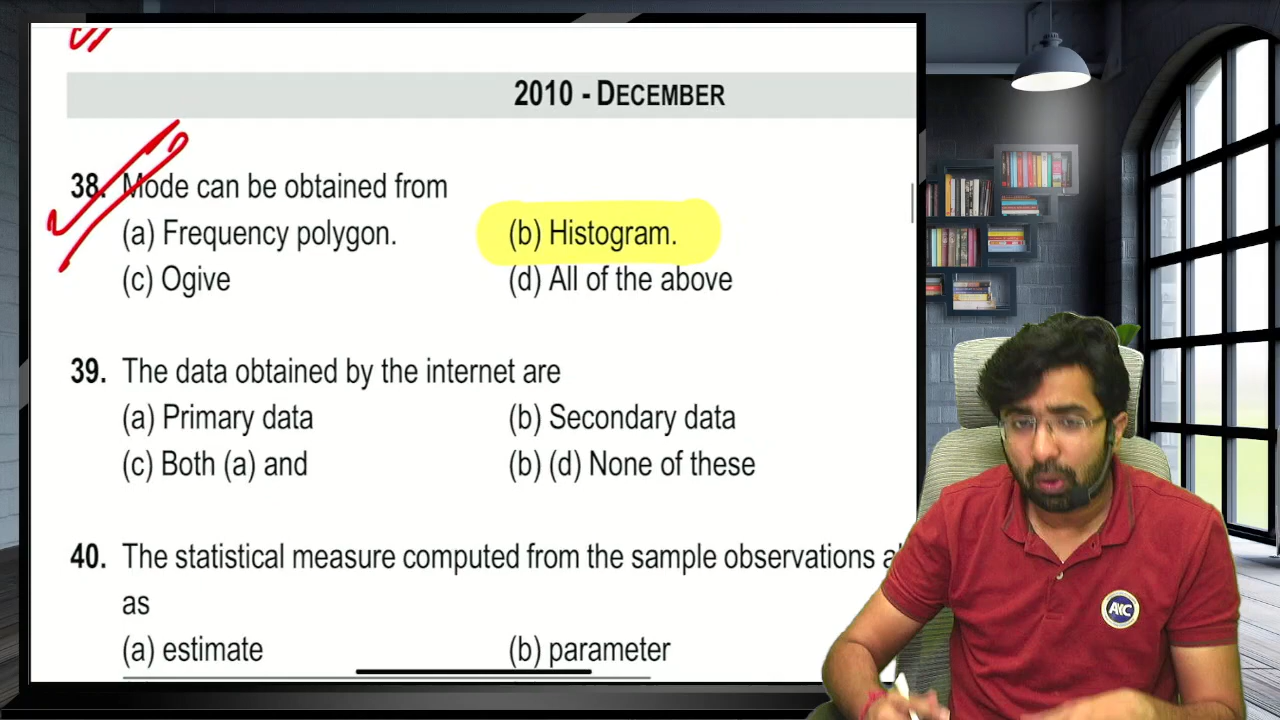 2010 - DECEMBER
38. Mode can be obtained from
(a) Frequency polygon. (b) Histogram.
(c) Ogive (d) All of the above
39. The data obtained by the internet are
(a) Primary data (b) Secondary data
(c) Both (a) and (b) (d) None of these
40. The statistical measure computed from the sample observations
as
(a) estimate (b) parameter
AKC